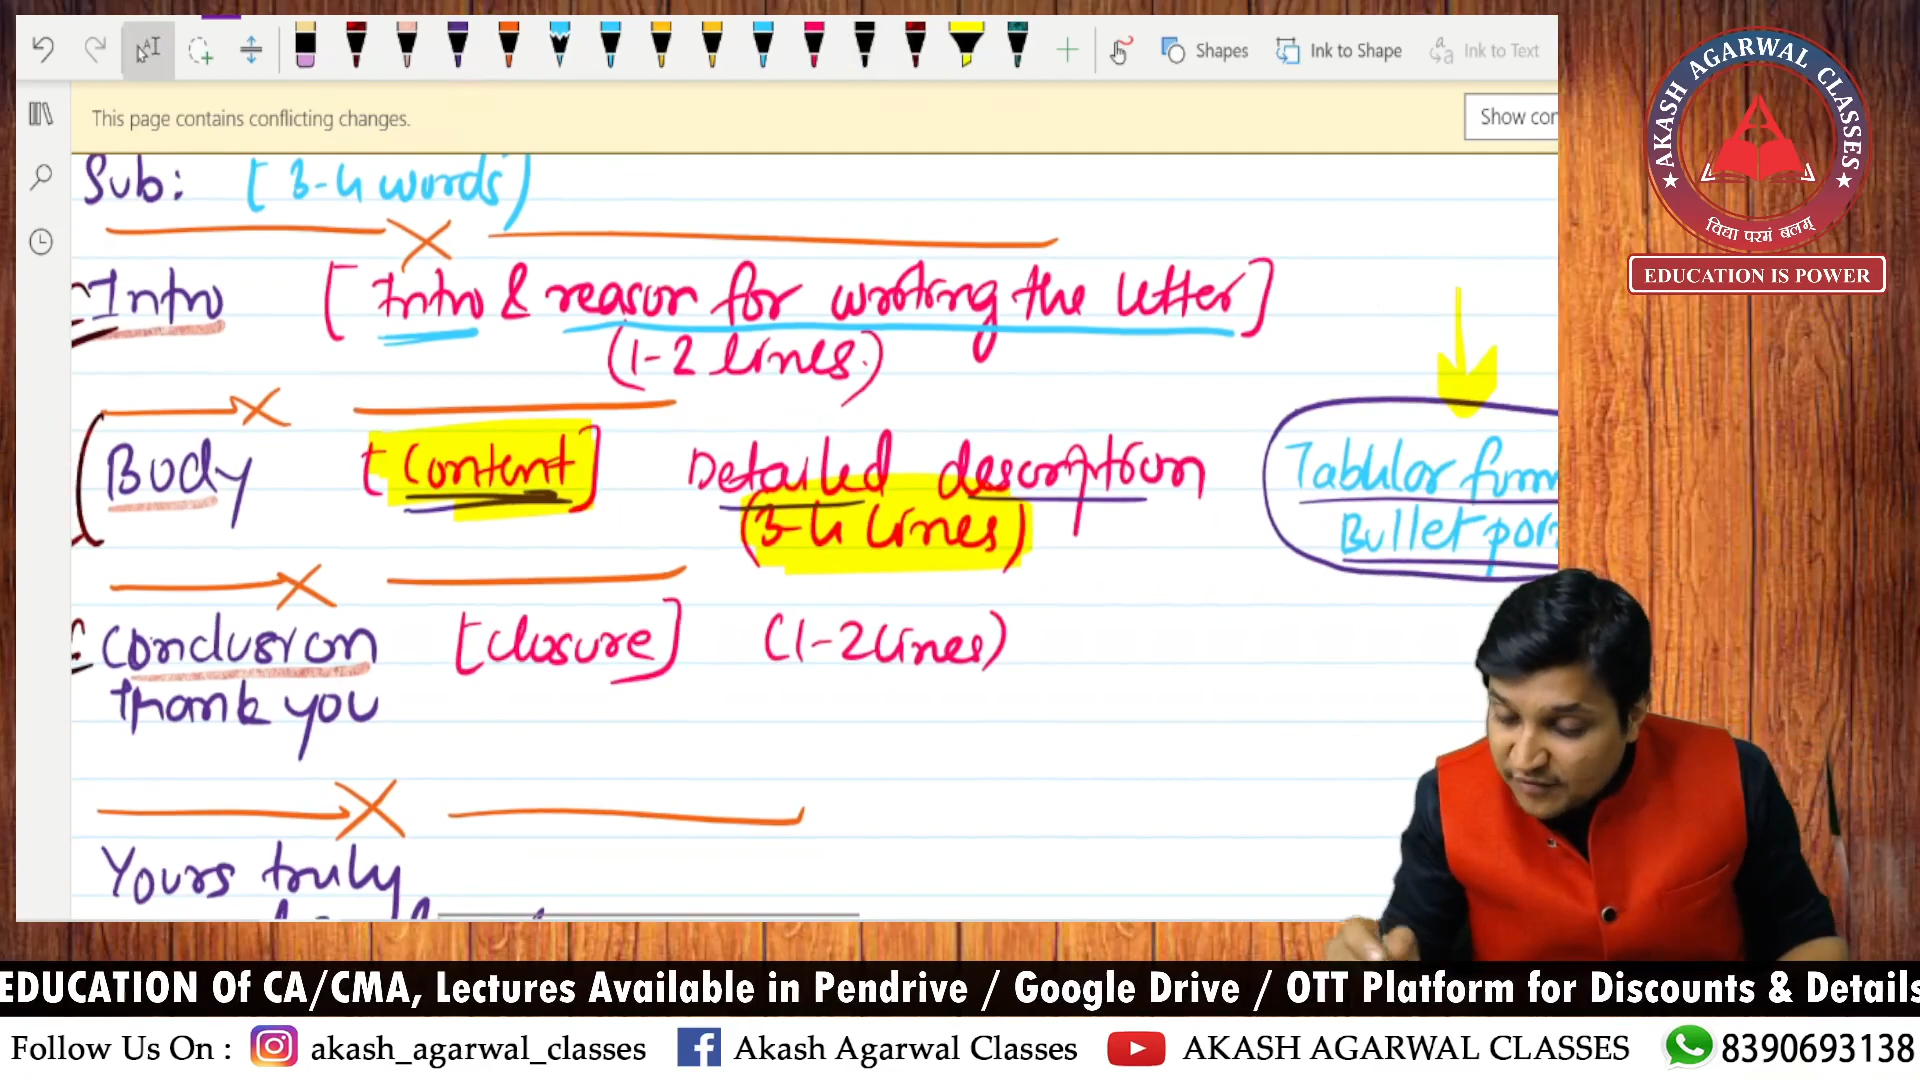 Shapes
Ink to Shape
Ink to Text
This page contains conflicting changes.
Show con
Sub: [3-4 words]
Intro [Intro & reason for writing the letter]
(1-2 lines.)
Body [Content] Detailed description
(3-4 lines)
Tabular form
Bullet poin
Conclusion [closure] (1-2 lines)
Thank you
Yours truly
AKASH AGARWAL CLASSES
विद्या परमं बलम्
EDUCATION IS POWER
EDUCATION Of CA/CMA, Lectures Available in Pendrive / Google Drive / OTT Platform for Discounts & Details
Follow Us On : akash_agarwal_classes Akash Agarwal Classes AKASH AGARWAL CLASSES 8390693138